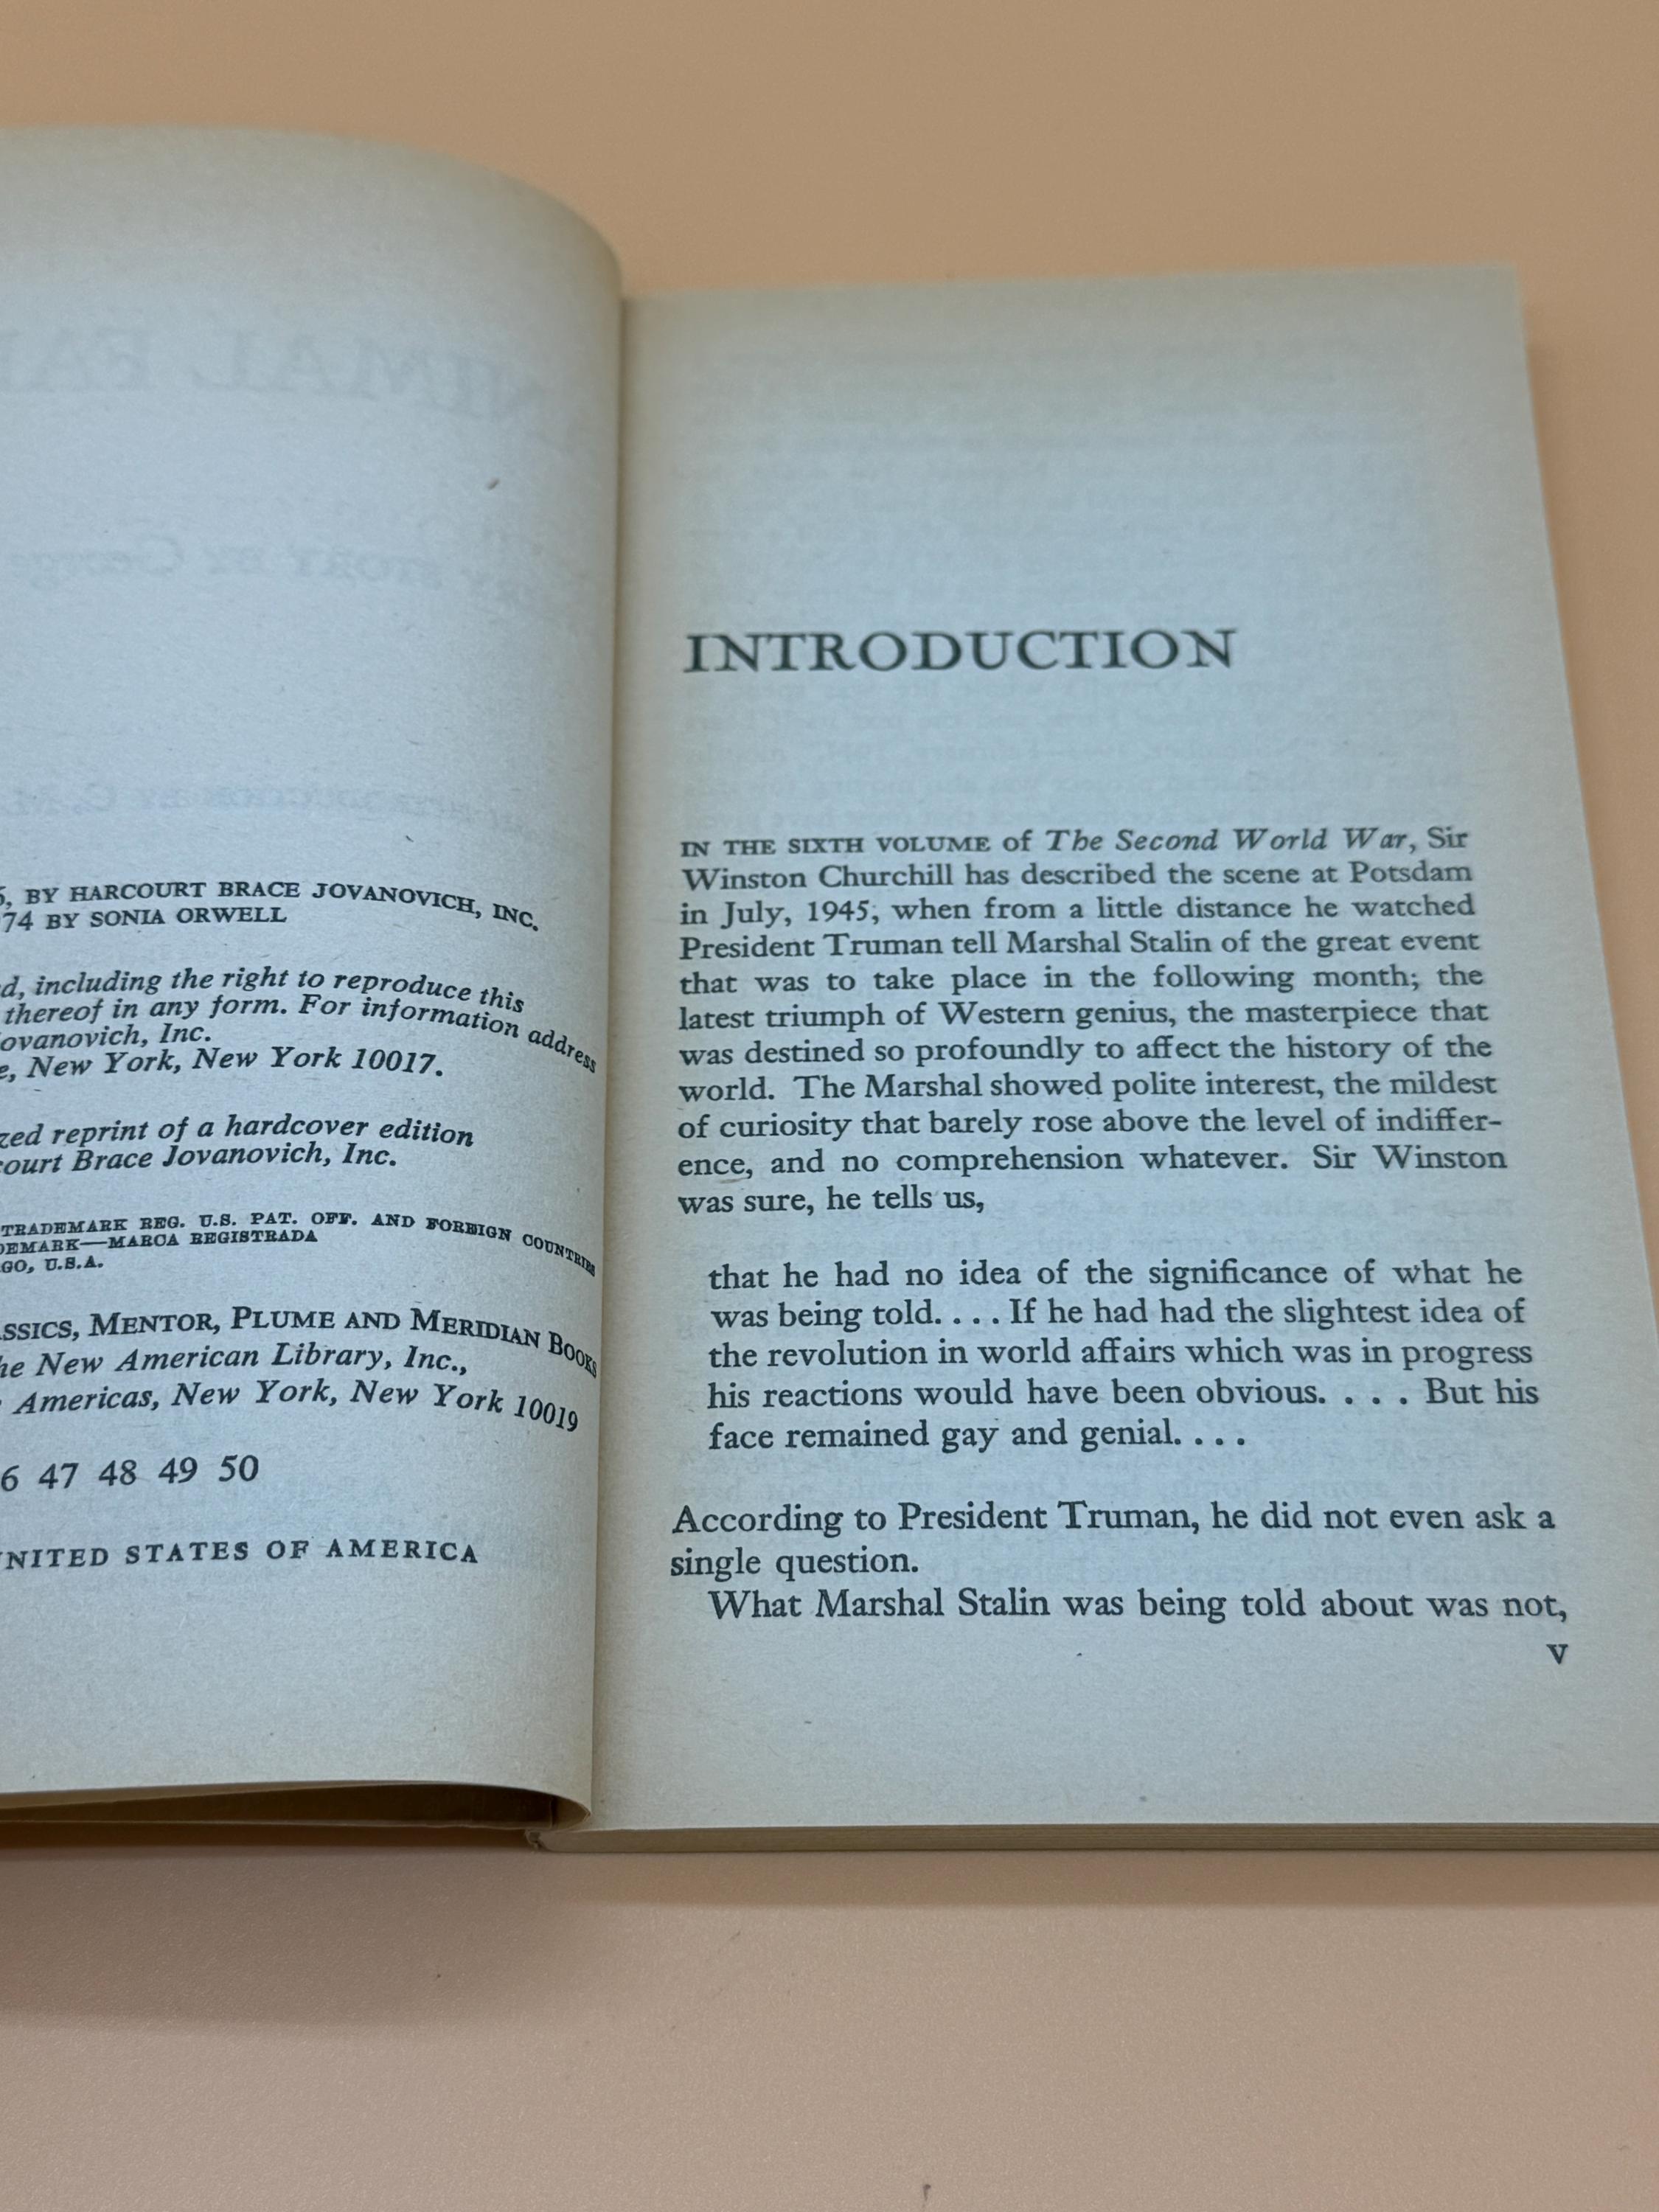 5, BY HARCOURT BRACE JOVANOVICH, INC.
74 BY SONIA ORWELL
d, including the right to reproduce this
thereof in any form. For information address
ovanovich, Inc.
e, New York, New York 10017.
zed reprint of a hardcover edition
court Brace Jovanovich, Inc.
TRADEMARK REG. U.S. PAT. OFF. AND FOREIGN COUNTRIES
DEMARK—MARCA REGISTRADA
GO, U.S.A.
ASSICS, MENTOR, PLUME AND MERIDIAN BOOKS
he New American Library, Inc.,
Americas, New York, New York 10019
6 47 48 49 50
UNITED STATES OF AMERICA
INTRODUCTION
IN THE SIXTH VOLUME of The Second World War, Sir
Winston Churchill has described the scene at Potsdam
in July, 1945, when from a little distance he watched
President Truman tell Marshal Stalin of the great event
that was to take place in the following month; the
latest triumph of Western genius, the masterpiece that
was destined so profoundly to affect the history of the
world. The Marshal showed polite interest, the mildest
of curiosity that barely rose above the level of indiffer-
ence, and no comprehension whatever. Sir Winston
was sure, he tells us,
that he had no idea of the significance of what he
was being told. . . . If he had had the slightest idea of
the revolution in world affairs which was in progress
his reactions would have been obvious. . . . But his
face remained gay and genial. . . .
According to President Truman, he did not even ask a
single question.
What Marshal Stalin was being told about was not,
v